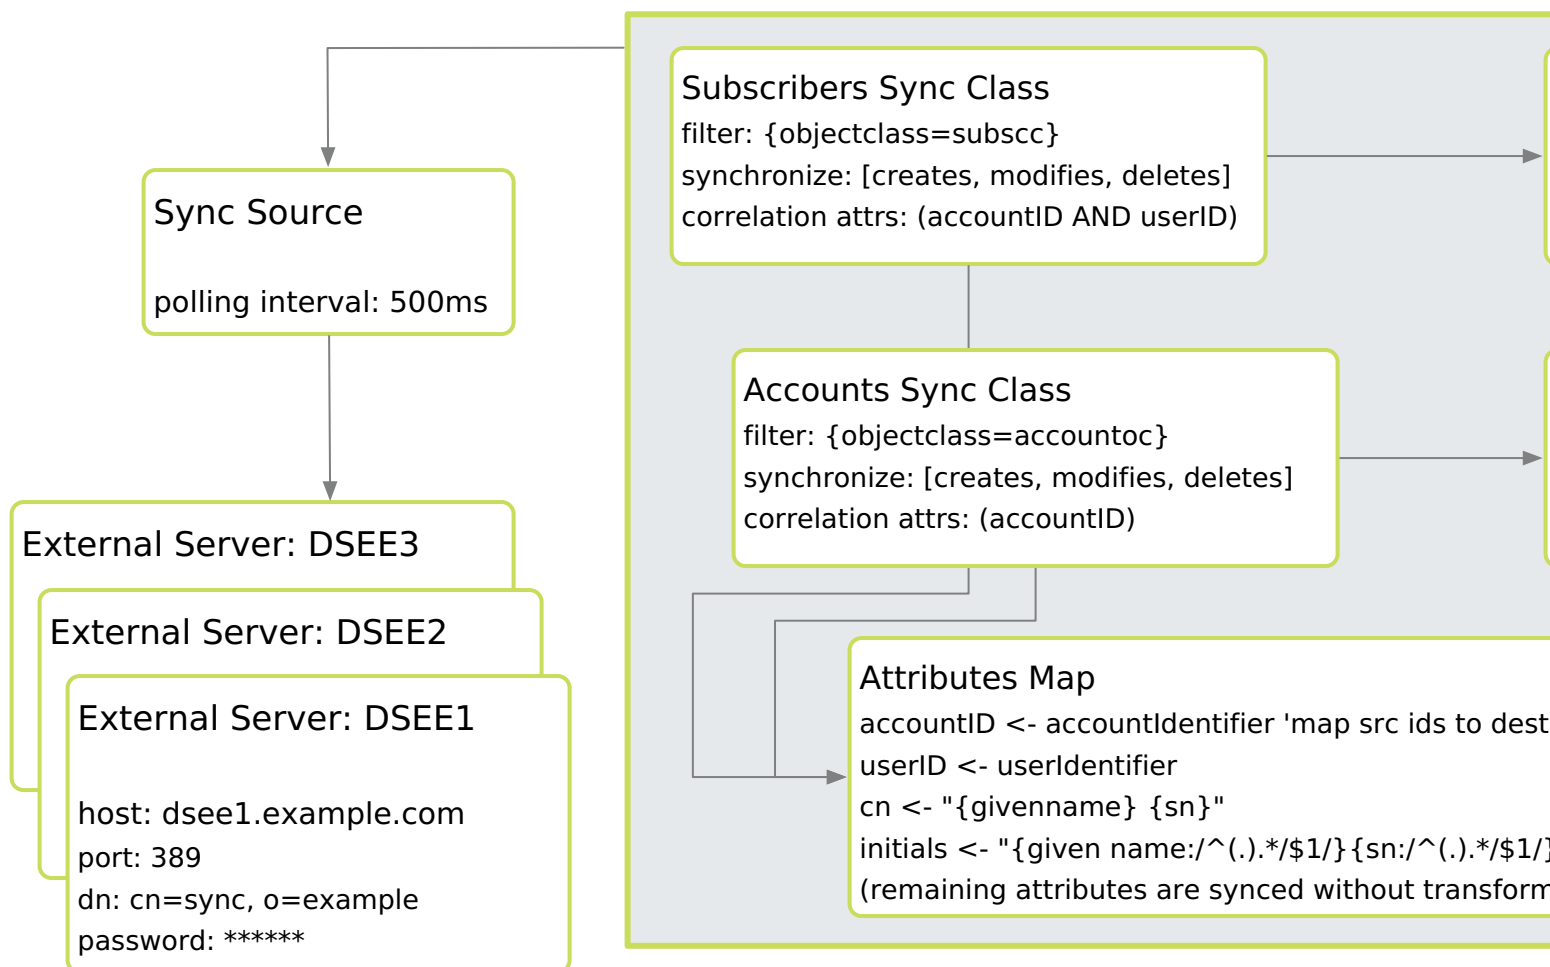 Sync Source
polling interval: 500ms
External Server: DSEE3
External Server: DSEE2
External Server: DSEE1
host: dsee1.example.com
port: 389
dn: cn=sync, o=example
password: ******
Subscribers Sync Class
filter: {objectclass=subscc}
synchronize: [creates, modifies, deletes]
correlation attrs: (accountID AND userID)
Accounts Sync Class
filter: {objectclass=accountoc}
synchronize: [creates, modifies, deletes]
correlation attrs: (accountID)
Attributes Map
accountID <- accountIdentifier 'map src ids to dest
userID <- userIdentifier
cn <- "{givenname} {sn}"
initials <- "{given name:/^(.).*/$1/}{sn:/^(.).*/$1/}
(remaining attributes are synced without transform